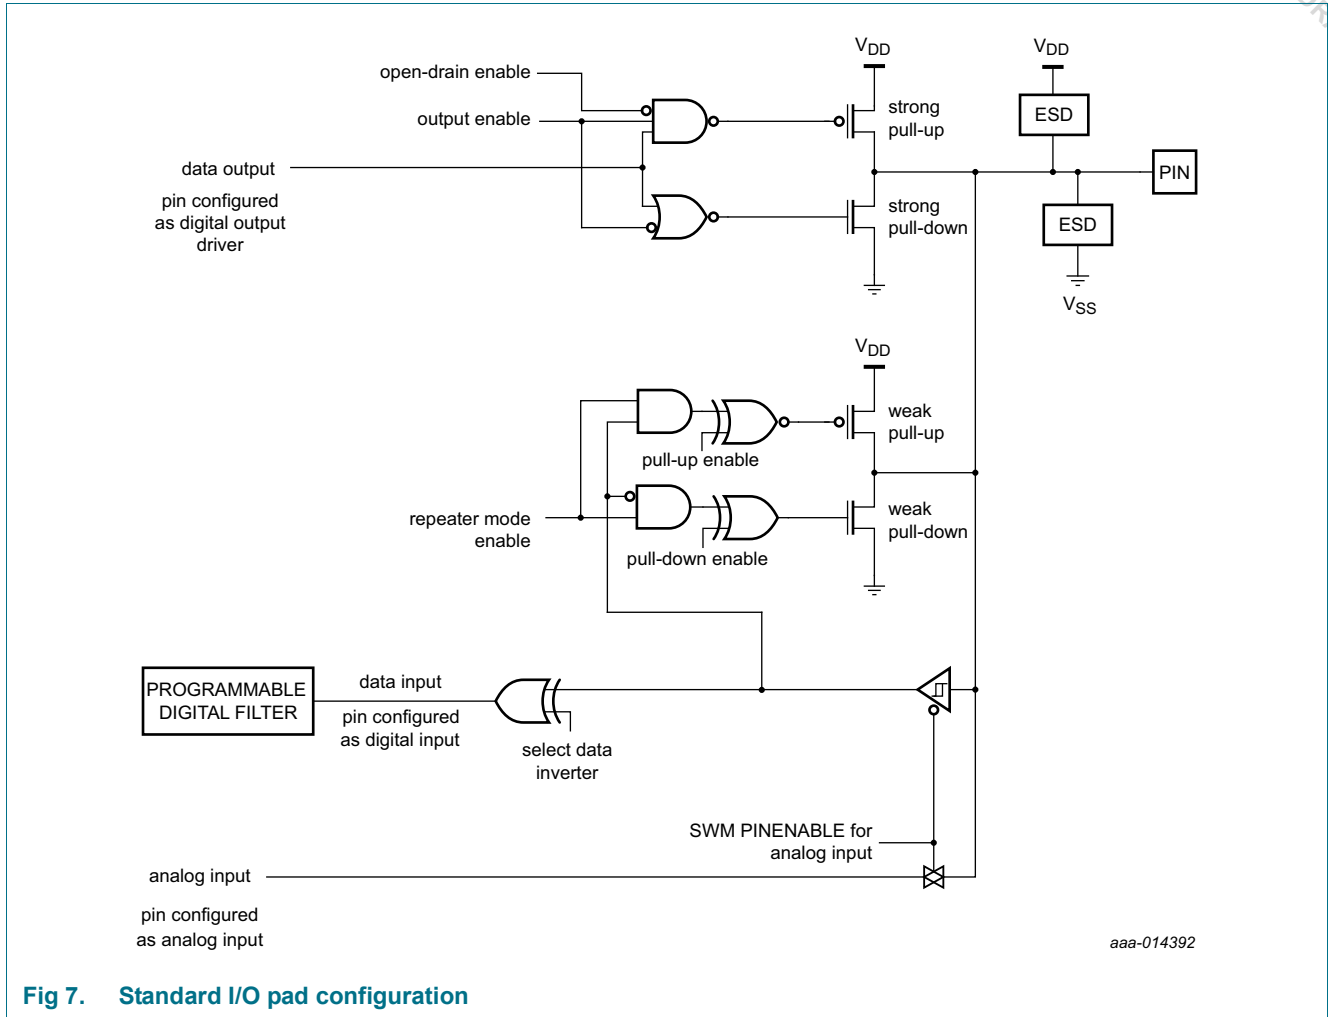 open-drain enable
output enable
data output
pin configured
as digital output
driver
VDD
strong
pull-up
strong
pull-down
VDD
ESD
PIN
ESD
VSS
VDD
weak
pull-up
pull-up enable
repeater mode
enable
weak
pull-down
pull-down enable
PROGRAMMABLE
DIGITAL FILTER
data input
pin configured
as digital input
select data
inverter
SWM PINENABLE for
analog input
analog input
pin configured
as analog input
aaa-014392
Fig 7. Standard I/O pad configuration